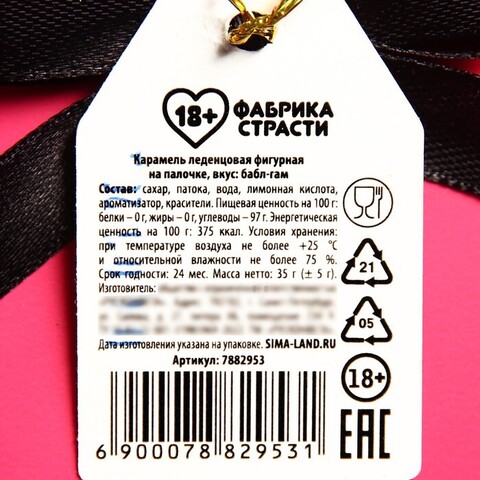 18+ ФАБРИКА
СТРАСТИ
Карамель леденцовая фигурная
на палочке, вкус: бабл-гам
Состав: сахар, патока, вода, лимонная кислота,
ароматизатор, красители. Пищевая ценность на 100 г:
белки – 0 г, жиры – 0 г, углеводы – 97 г. Энергетическая
ценность на 100 г: 375 ккал. Условия хранения:
при температуре воздуха не более +25 °C
и относительной влажности не более 75 %.
Срок годности: 24 мес. Масса нетто: 35 г (± 5 г).
Изготовитель:
Дата изготовления указана на упаковке. SIMA-LAND.RU
Артикул: 7882953
6 900078 829531
21
05
18+
EAC